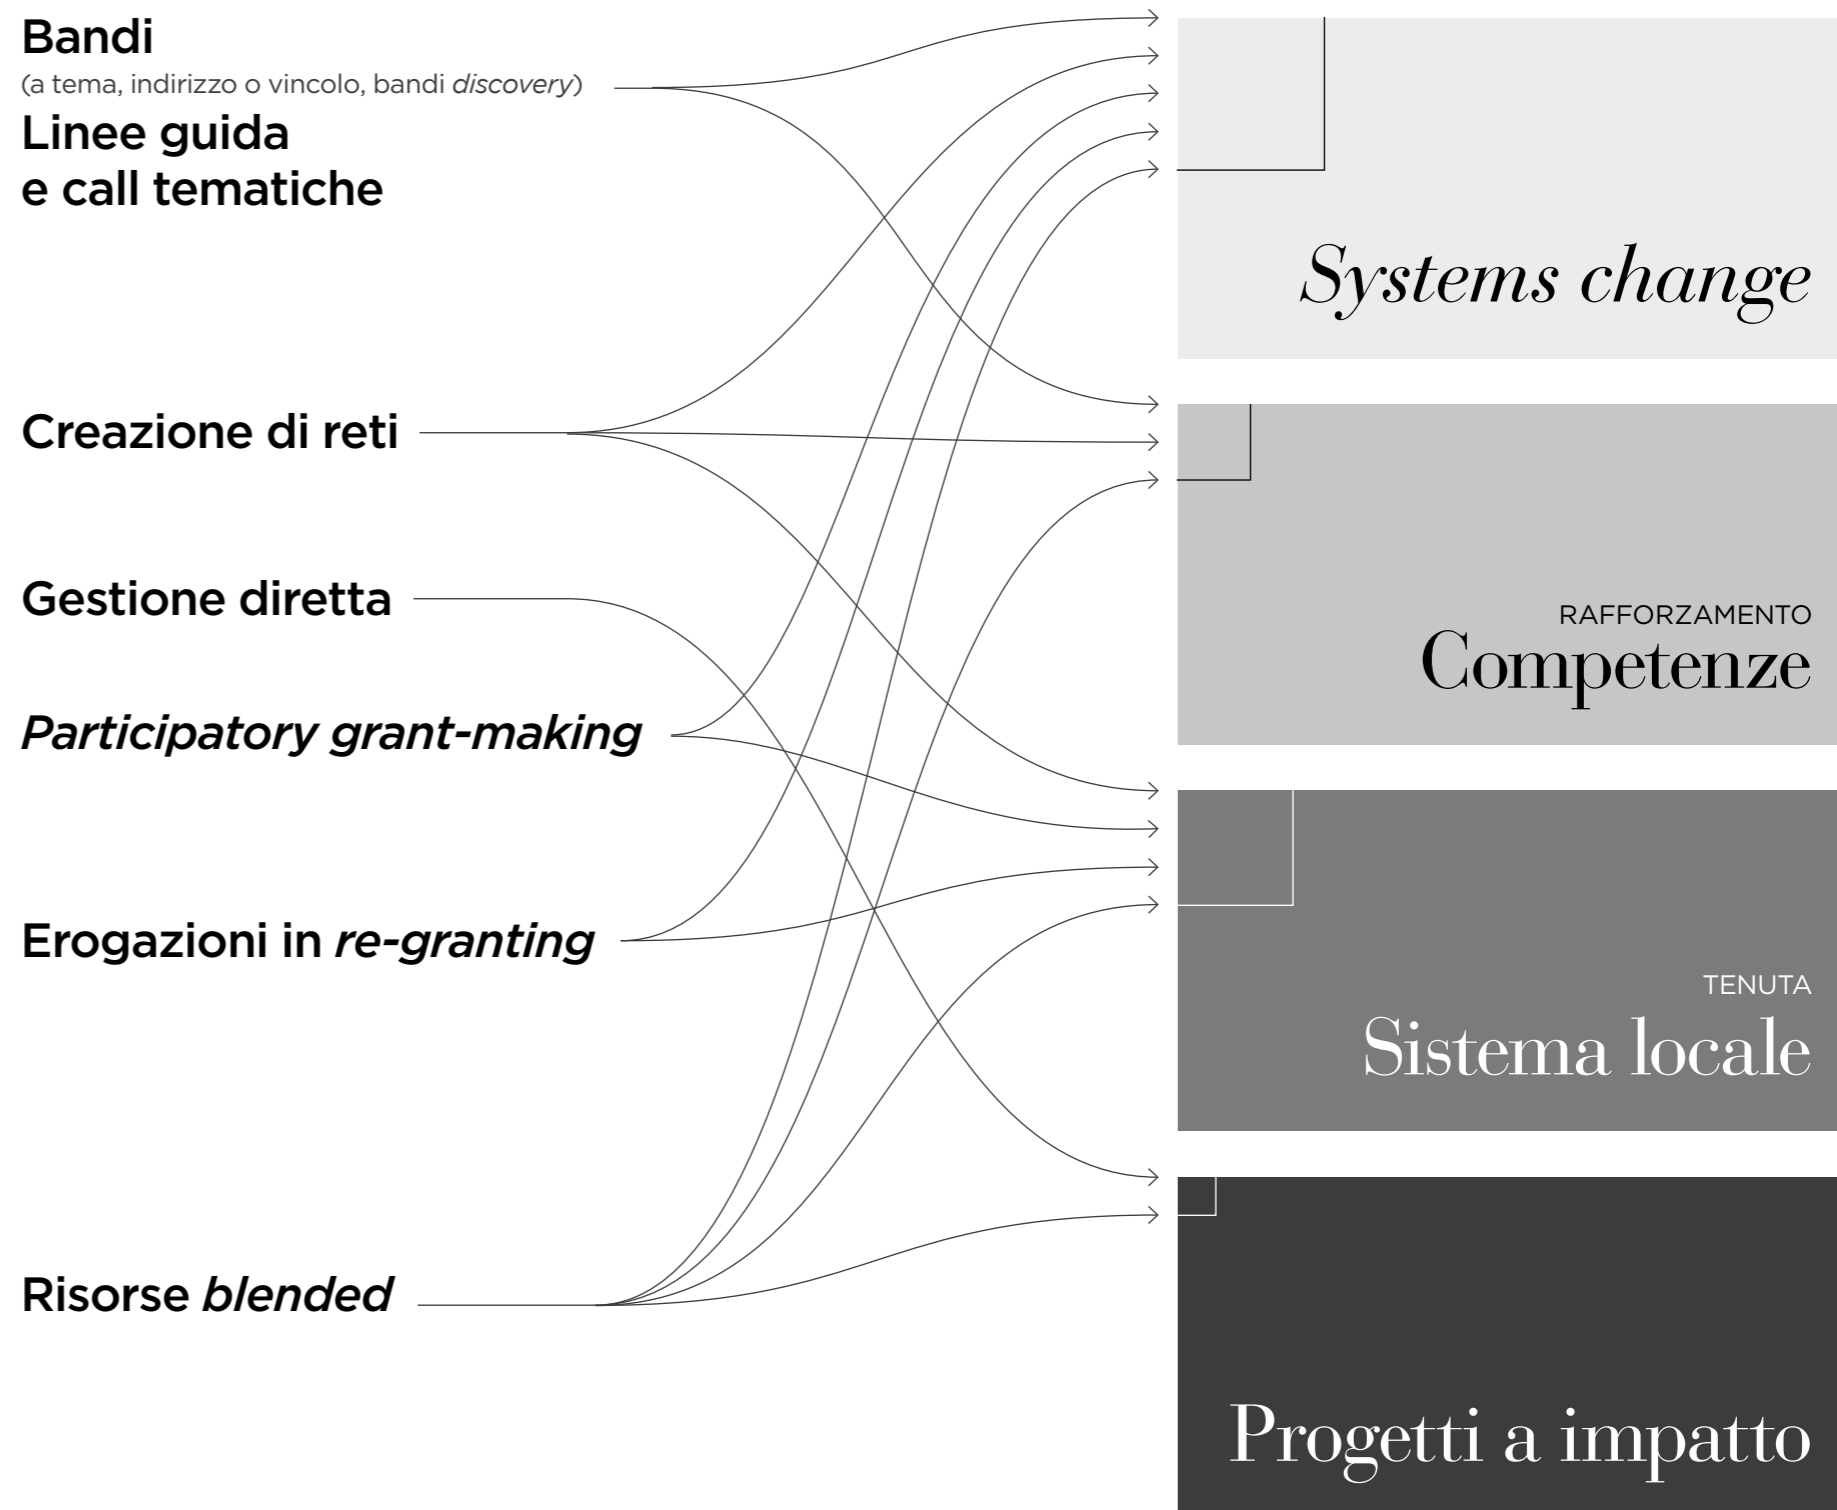 Bandi
(a tema, indirizzo o vincolo, bandi discovery)
Linee guida
e call tematiche
Creazione di reti
Gestione diretta
Participatory grant-making
Erogazioni in re-granting
Risorse blended
Systems change
RAFFORZAMENTO
Competenze
TENUTA
Sistema locale
Progetti a impatto